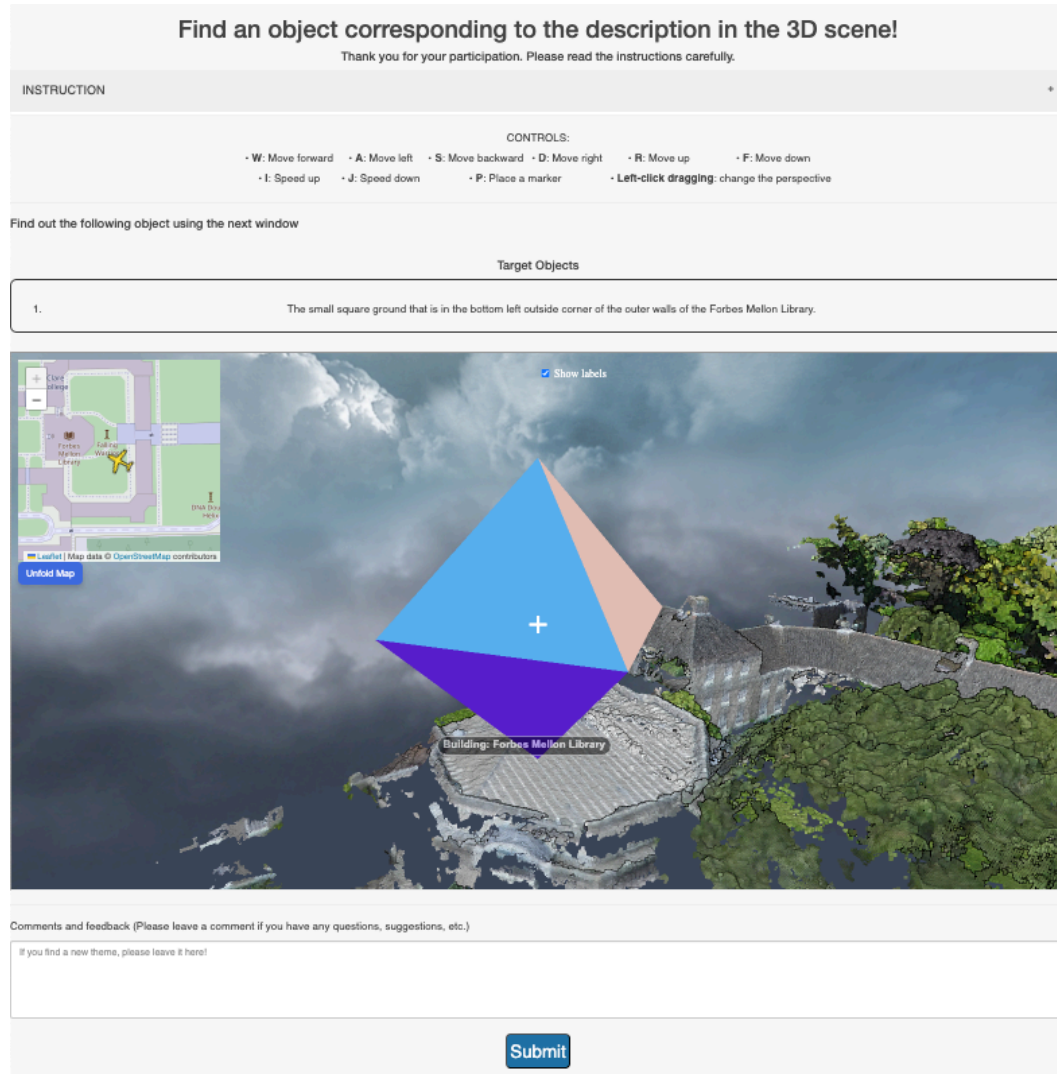 Find an object corresponding to the description in the 3D scene!
Thank you for your participation. Please read the instructions carefully.
INSTRUCTION +
CONTROLS:
• W: Move forward • A: Move left • S: Move backward • D: Move right • R: Move up • F: Move down
• I: Speed up • J: Speed down • P: Place a marker • Left-click dragging: change the perspective
Find out the following object using the next window
Target Objects
1. The small square ground that is in the bottom left outside corner of the outer walls of the Forbes Mellon Library.
Show labels
+
−
Clare
College
Forbes
Mellon
Library
Falling
DNA Dou
Helix
Leaflet | Map data © OpenStreetMap contributors
Unfold Map
Building: Forbes Mellon Library
Comments and feedback (Please leave a comment if you have any questions, suggestions, etc.)
If you find a new theme, please leave it here!
Submit